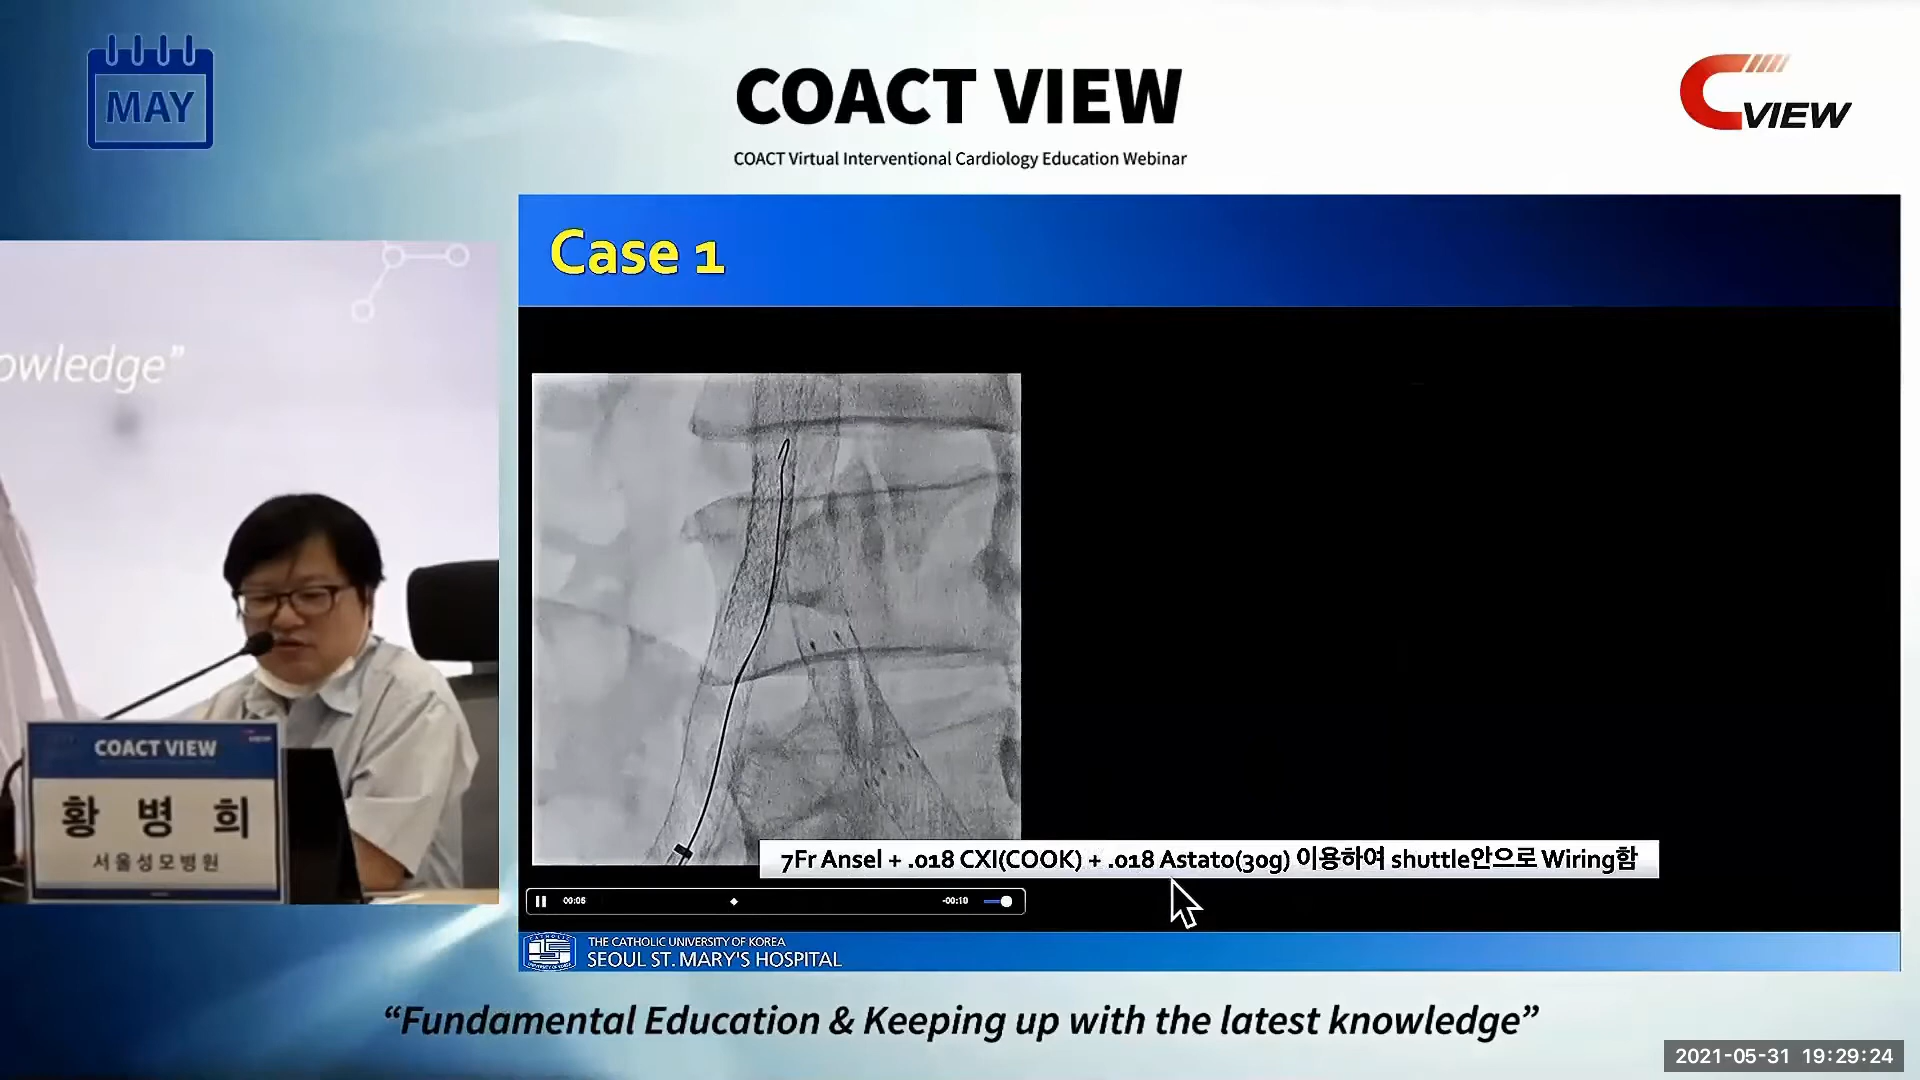 MAY
COACT VIEW
COACT Virtual Interventional Cardiology Education Webinar
CVIEW
Case 1
owledge”
COACT VIEW
황 병 희
서울성모병원
7Fr Ansel + .018 CXI(COOK) + .018 Astato(30g) 이용하여 shuttle안으로 Wiring함
00:05
-00:10
THE CATHOLIC UNIVERSITY OF KOREA
SEOUL ST. MARY'S HOSPITAL
“Fundamental Education & Keeping up with the latest knowledge”
2021-05-31 19:29:24